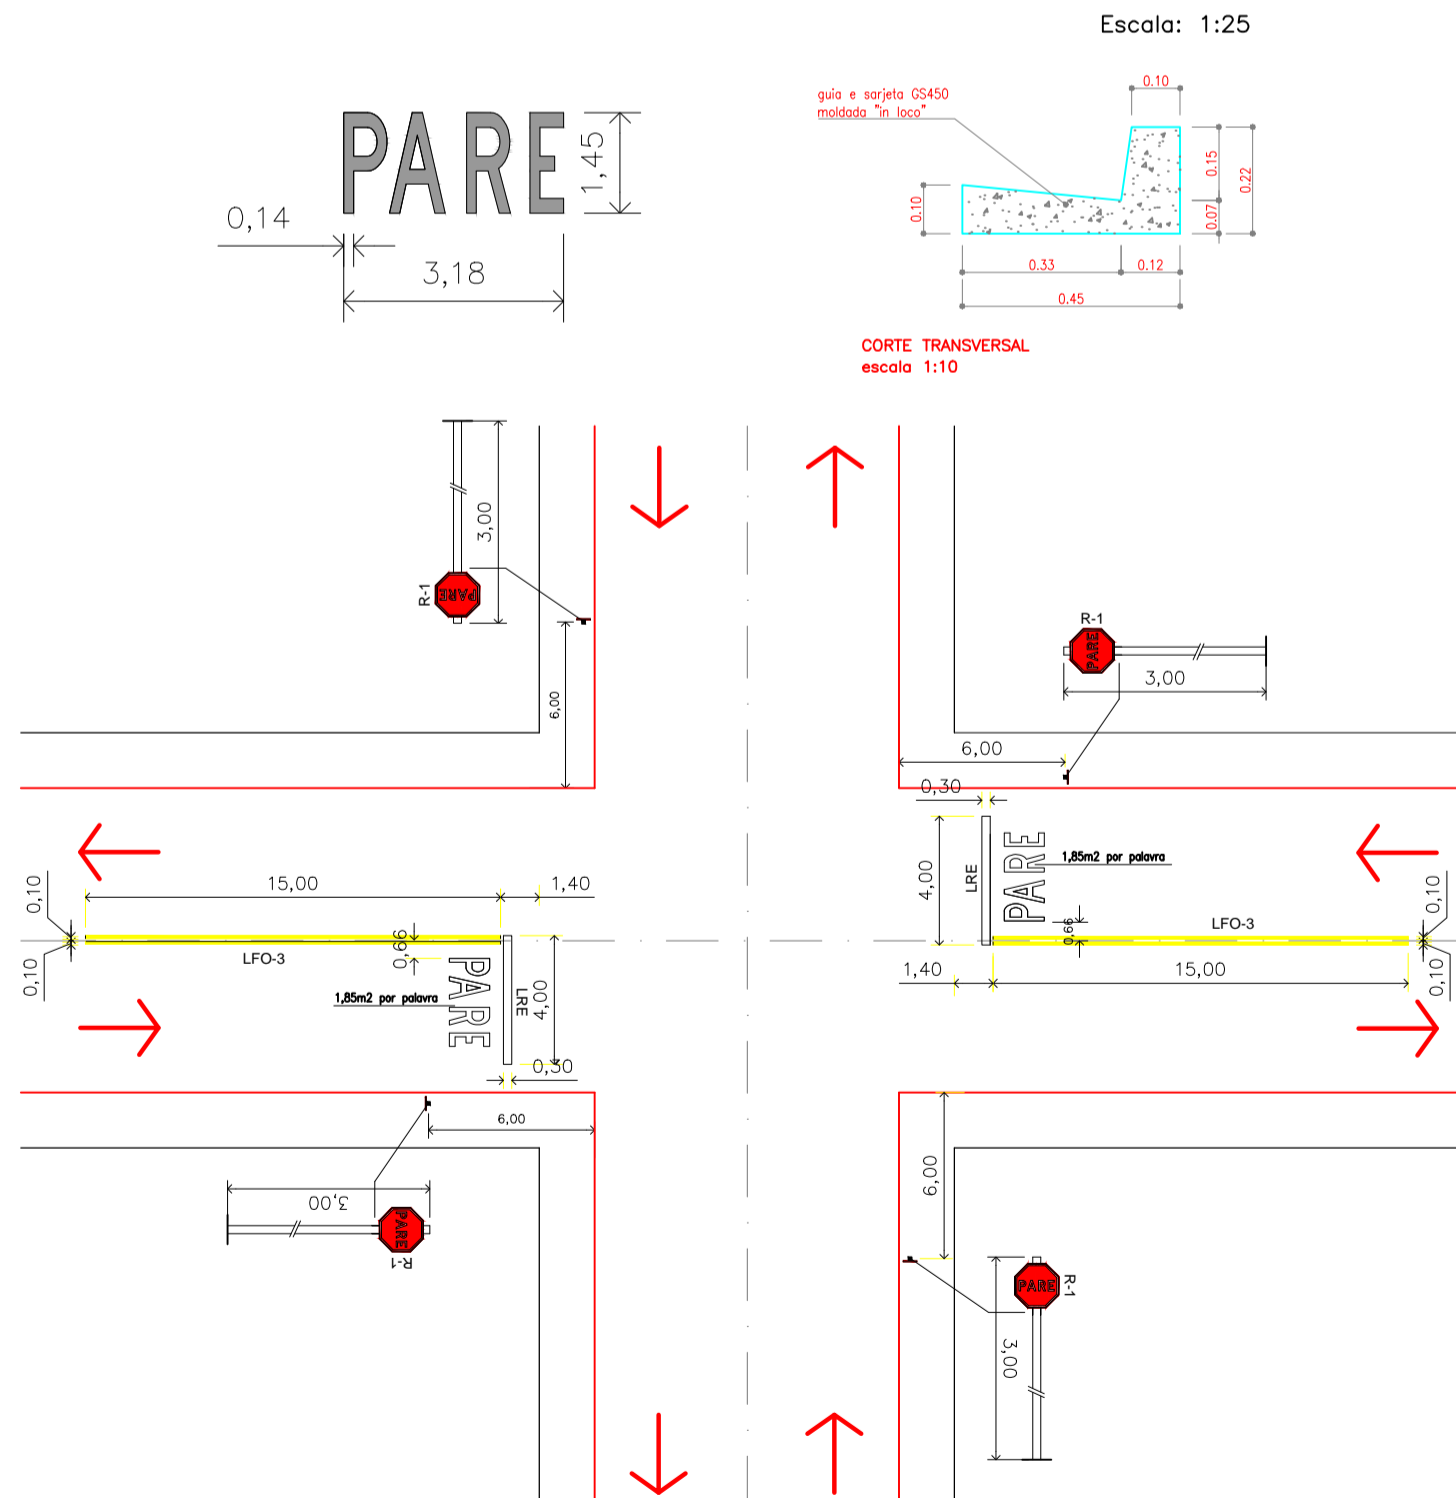 Escala: 1:25
PARE
1,45
0,14
3,18
guia e sarjeta GS450
moldada "in loco"
0.10
0.15
0.22
0.07
0.10
0.33
0.12
0.45
CORTE TRANSVERSAL
escala 1:10
3,00
R-1
PARE
6,00
R-1
PARE
3,00
6,00
0,30
4,00
LRE
PARE
1,85m2 por palavra
0,66
LFO-3
0,10
0,10
1,40
15,00
0,10
15,00
1,40
0,10
LFO-3
0,66
1,85m2 por palavra
PARE
LRE
4,00
0,30
6,00
3,00
PARE
R-1
6,00
PARE
R-1
3,00